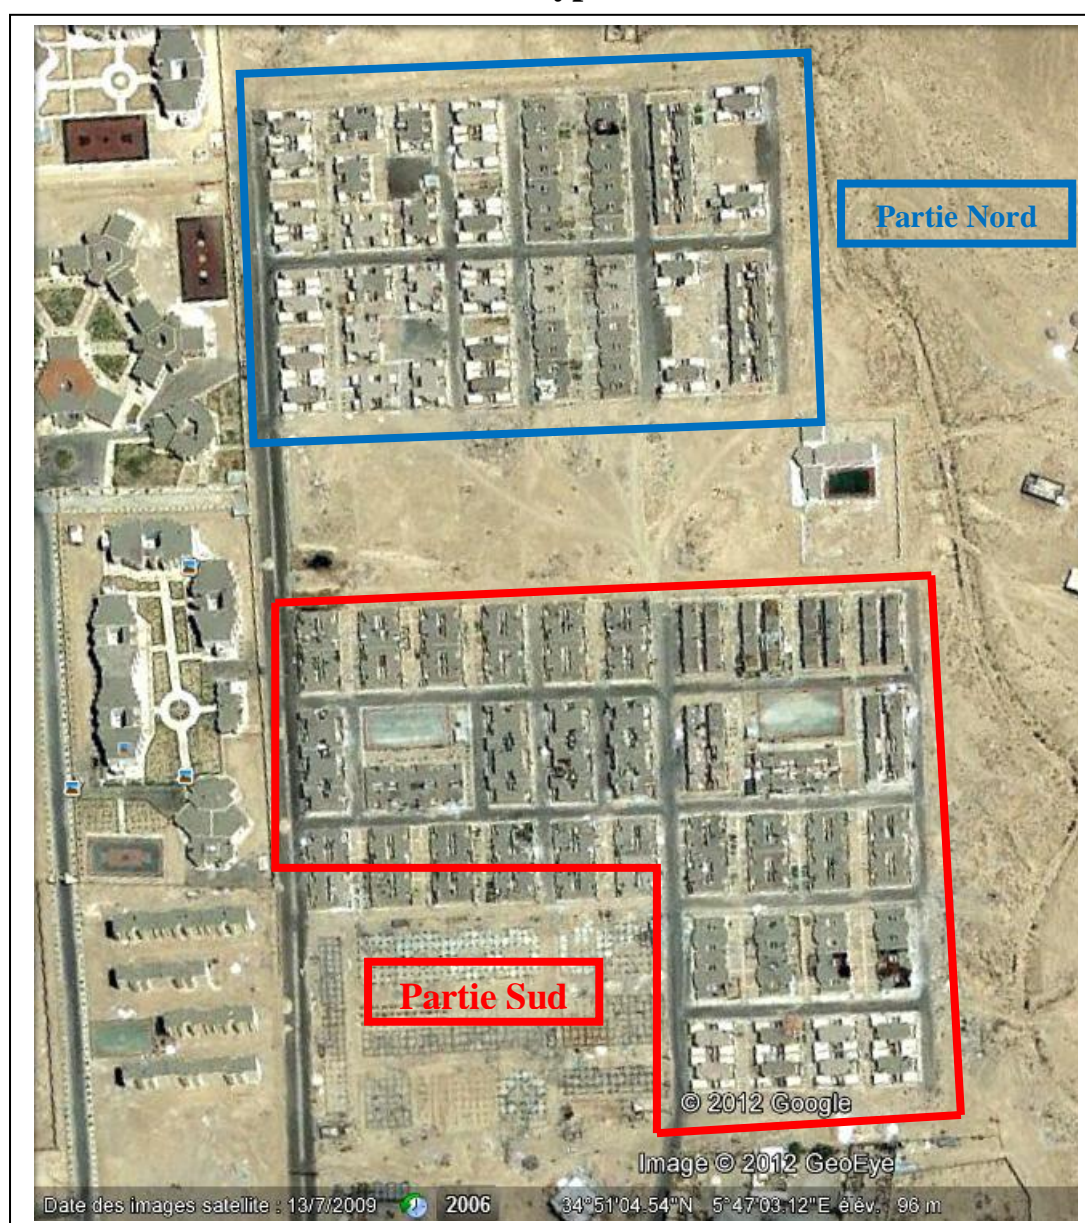 Partie Nord
Partie Sud
© 2012 Google
Image © 2012 GeoEye
Date des images satellite : 13/7/2009 2006 34°51'04.54"N 5°47'03.12"E élév. 96 m